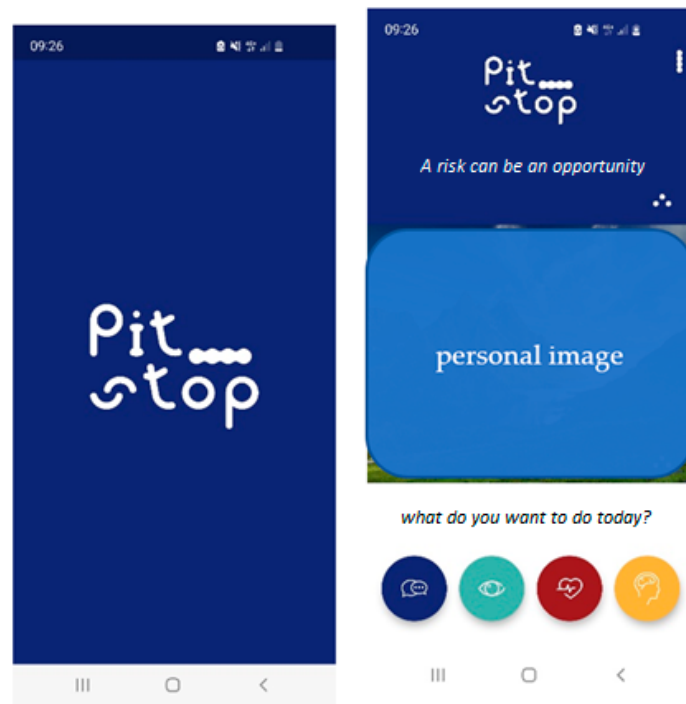 09:26
Pit
stop
09:26
Pit
stop
A risk can be an opportunity
personal image
what do you want to do today?